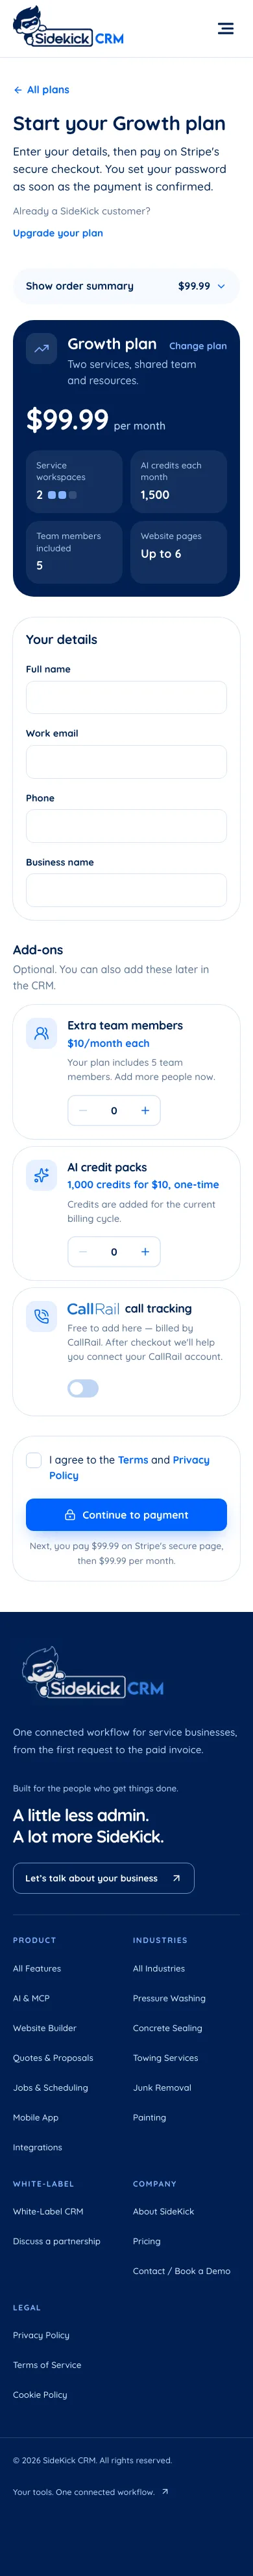 Sidekick CRM
← All plans
Start your Growth plan
Enter your details, then pay on Stripe's
secure checkout. You set your password
as soon as the payment is confirmed.
Already a SideKick customer?
Upgrade your plan
Show order summary $99.99
Growth plan Change plan
Two services, shared team
and resources.
$99.99 per month
Service
workspaces
2
AI credits each
month
1,500
Team members
included
5
Website pages
Up to 6
Your details
Full name
Work email
Phone
Business name
Add-ons
Optional. You can also add these later in
the CRM.
Extra team members
$10/month each
Your plan includes 5 team
members. Add more people now.
− 0 +
AI credit packs
1,000 credits for $10, one-time
Credits are added for the current
billing cycle.
− 0 +
CallRail call tracking
Free to add here — billed by
CallRail. After checkout we'll help
you connect your CallRail account.
I agree to the Terms and Privacy
Policy
Continue to payment
Next, you pay $99.99 on Stripe's secure page,
then $99.99 per month.
Sidekick CRM
One connected workflow for service businesses,
from the first request to the paid invoice.
Built for the people who get things done.
A little less admin.
A lot more SideKick.
Let's talk about your business ↗
PRODUCT
All Features
AI & MCP
Website Builder
Quotes & Proposals
Jobs & Scheduling
Mobile App
Integrations
INDUSTRIES
All Industries
Pressure Washing
Concrete Sealing
Towing Services
Junk Removal
Painting
WHITE-LABEL
White-Label CRM
Discuss a partnership
COMPANY
About SideKick
Pricing
Contact / Book a Demo
LEGAL
Privacy Policy
Terms of Service
Cookie Policy
© 2026 SideKick CRM. All rights reserved.
Your tools. One connected workflow. ↗